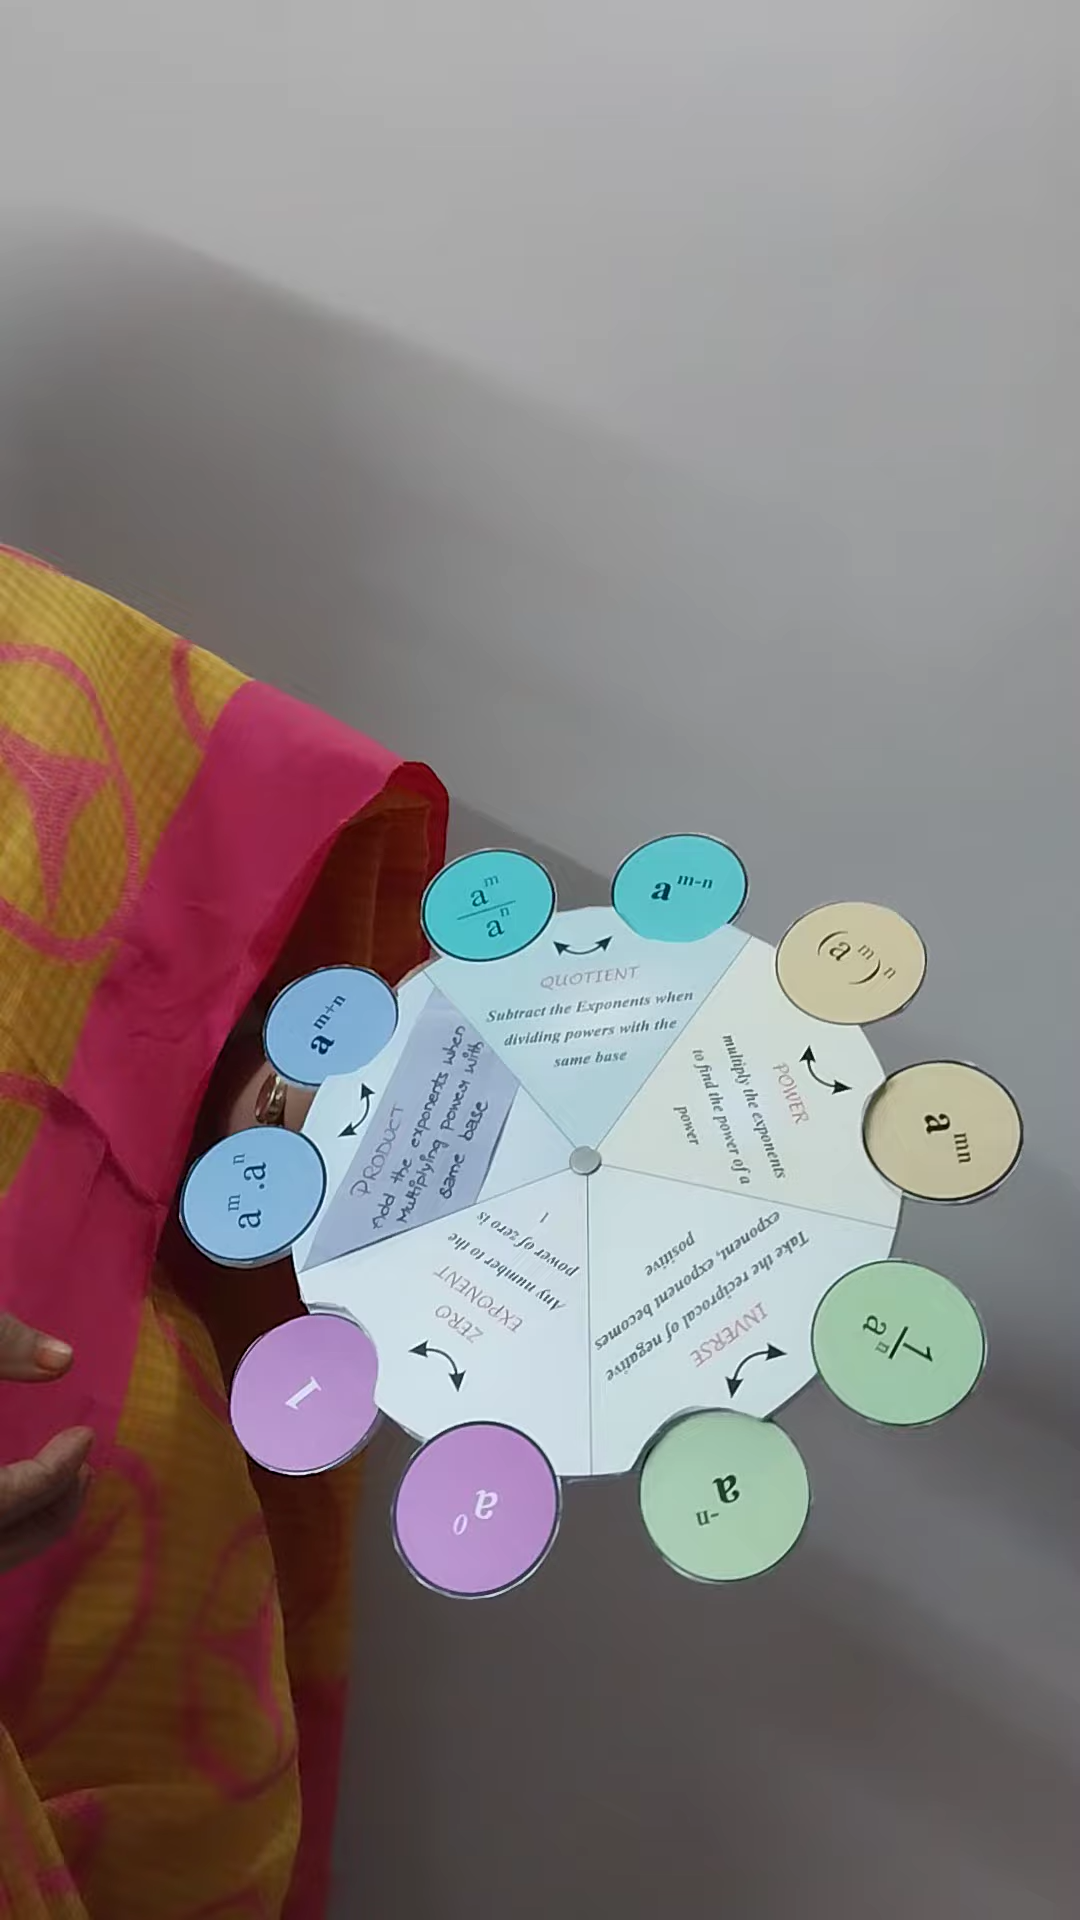 a^m
a^n
a^{m-n}
QUOTIENT
Subtract the Exponents when
dividing powers with the
same base
(a^m)^n
a^{mn}
POWER
multiply the exponents
to find the power of a
power
1
a^n
a^{-n}
INVERSE
Take the reciprocal of negative
exponent, exponent becomes
positive
a^0
1
ZERO
EXPONENT
Any number to the
power of zero is
1
a^m.a^n
a^{m+n}
PRODUCT
Add the exponents when
Multiplying powers with
same base